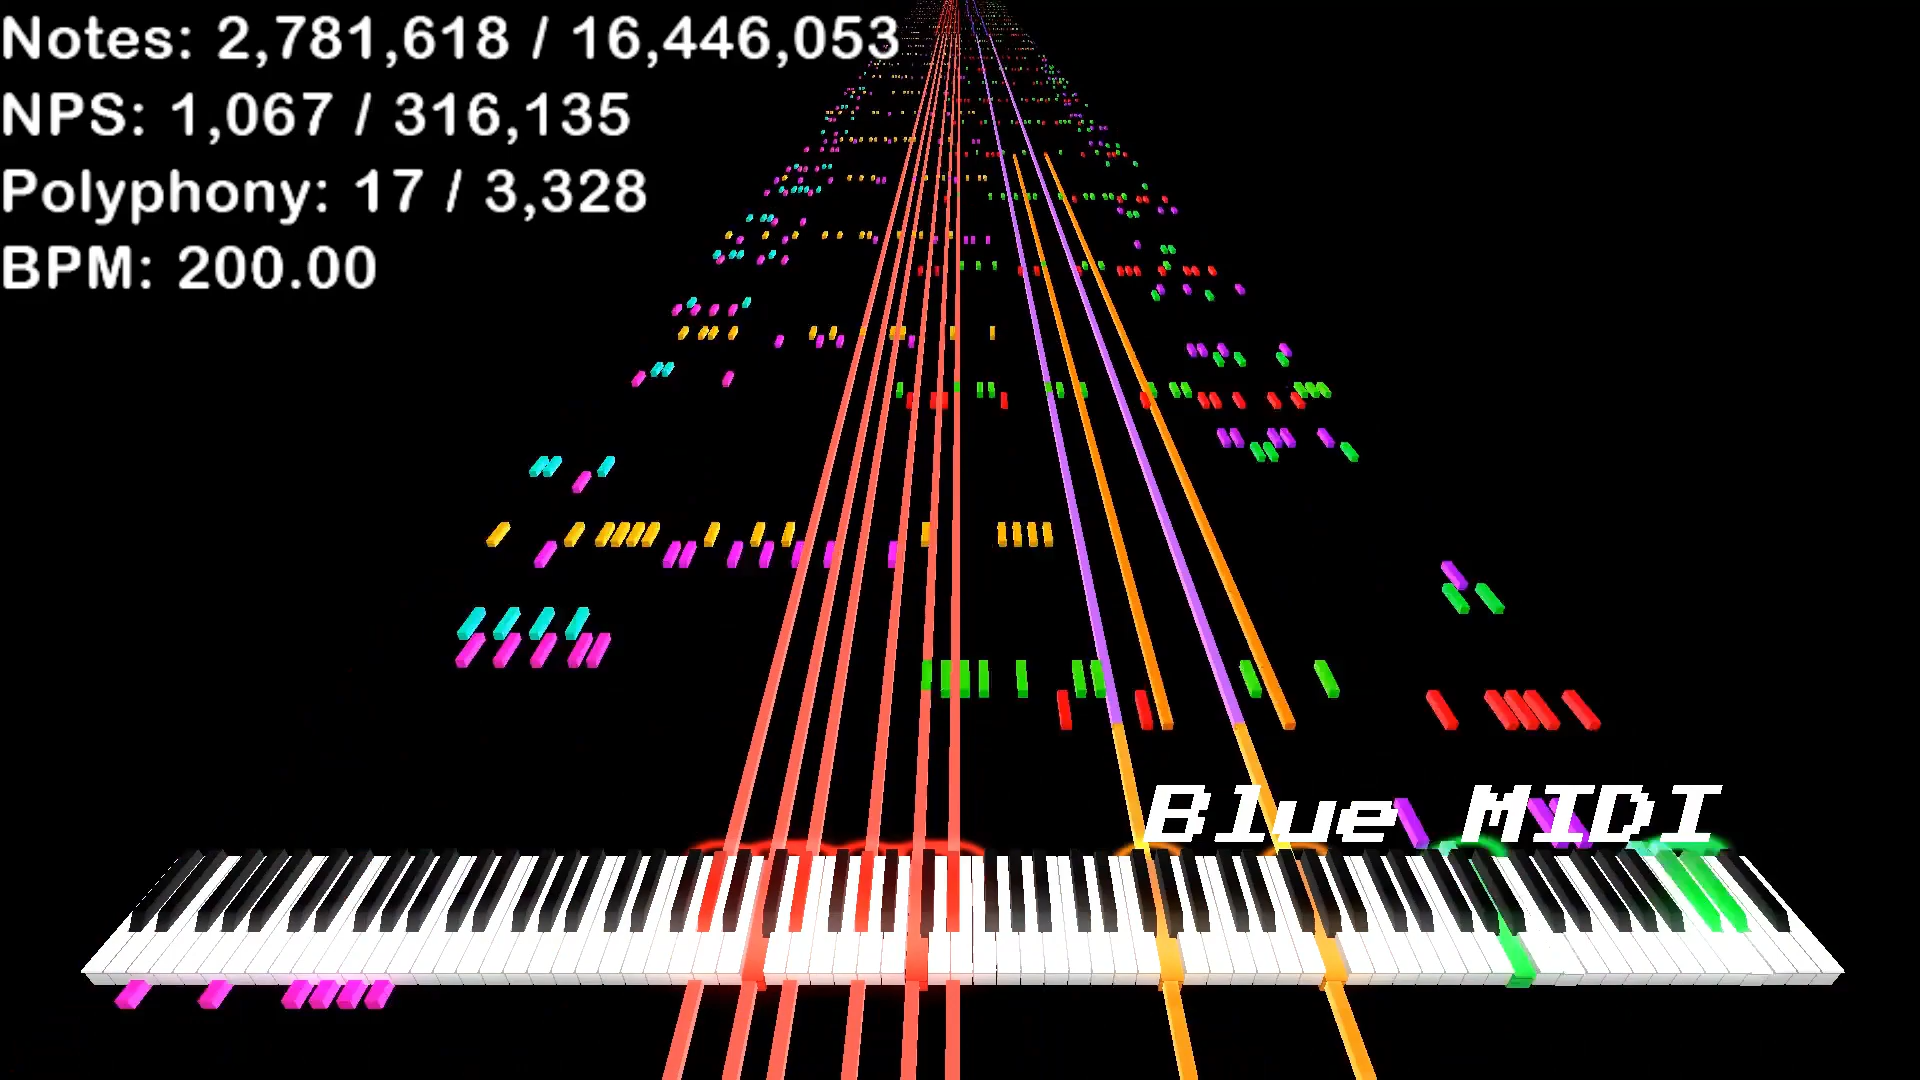 Notes: 2,781,618 / 16,446,053
NPS: 1,067 / 316,135
Polyphony: 17 / 3,328
BPM: 200.00
Blue MIDI